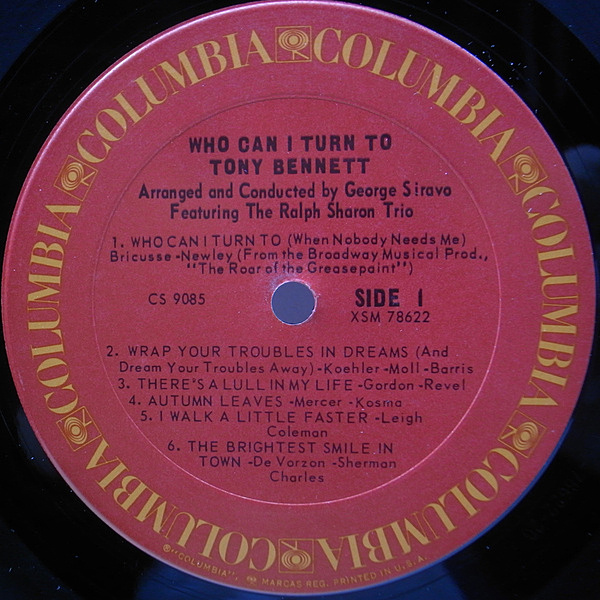 COLUMBIA COLUMBIA COLUMBIA COLUMBIA COLUMBIA COLUMBIA COLUMBIA COLUMBIA
WHO CAN I TURN TO
TONY BENNETT
Arranged and Conducted by George Siravo
Featuring The Ralph Sharon Trio
1. WHO CAN I TURN TO (When Nobody Needs Me)
Bricusse -Newley (From the Broadway Musical Prod.,
"The Roar of the Greasepaint")
CS 9085
SIDE 1
XSM 78622
2. WRAP YOUR TROUBLES IN DREAMS (And
Dream Your Troubles Away) -Koehler -Moll -Barris
3. THERE'S A LULL IN MY LIFE -Gordon -Revel
4. AUTUMN LEAVES -Mercer -Kosma
5. I WALK A LITTLE FASTER -Leigh
Coleman
6. THE BRIGHTEST SMILE IN
TOWN -De Vorzon -Sherman
Charles
® "COLUMBIA", MARCAS REG. PRINTED IN U.S.A.